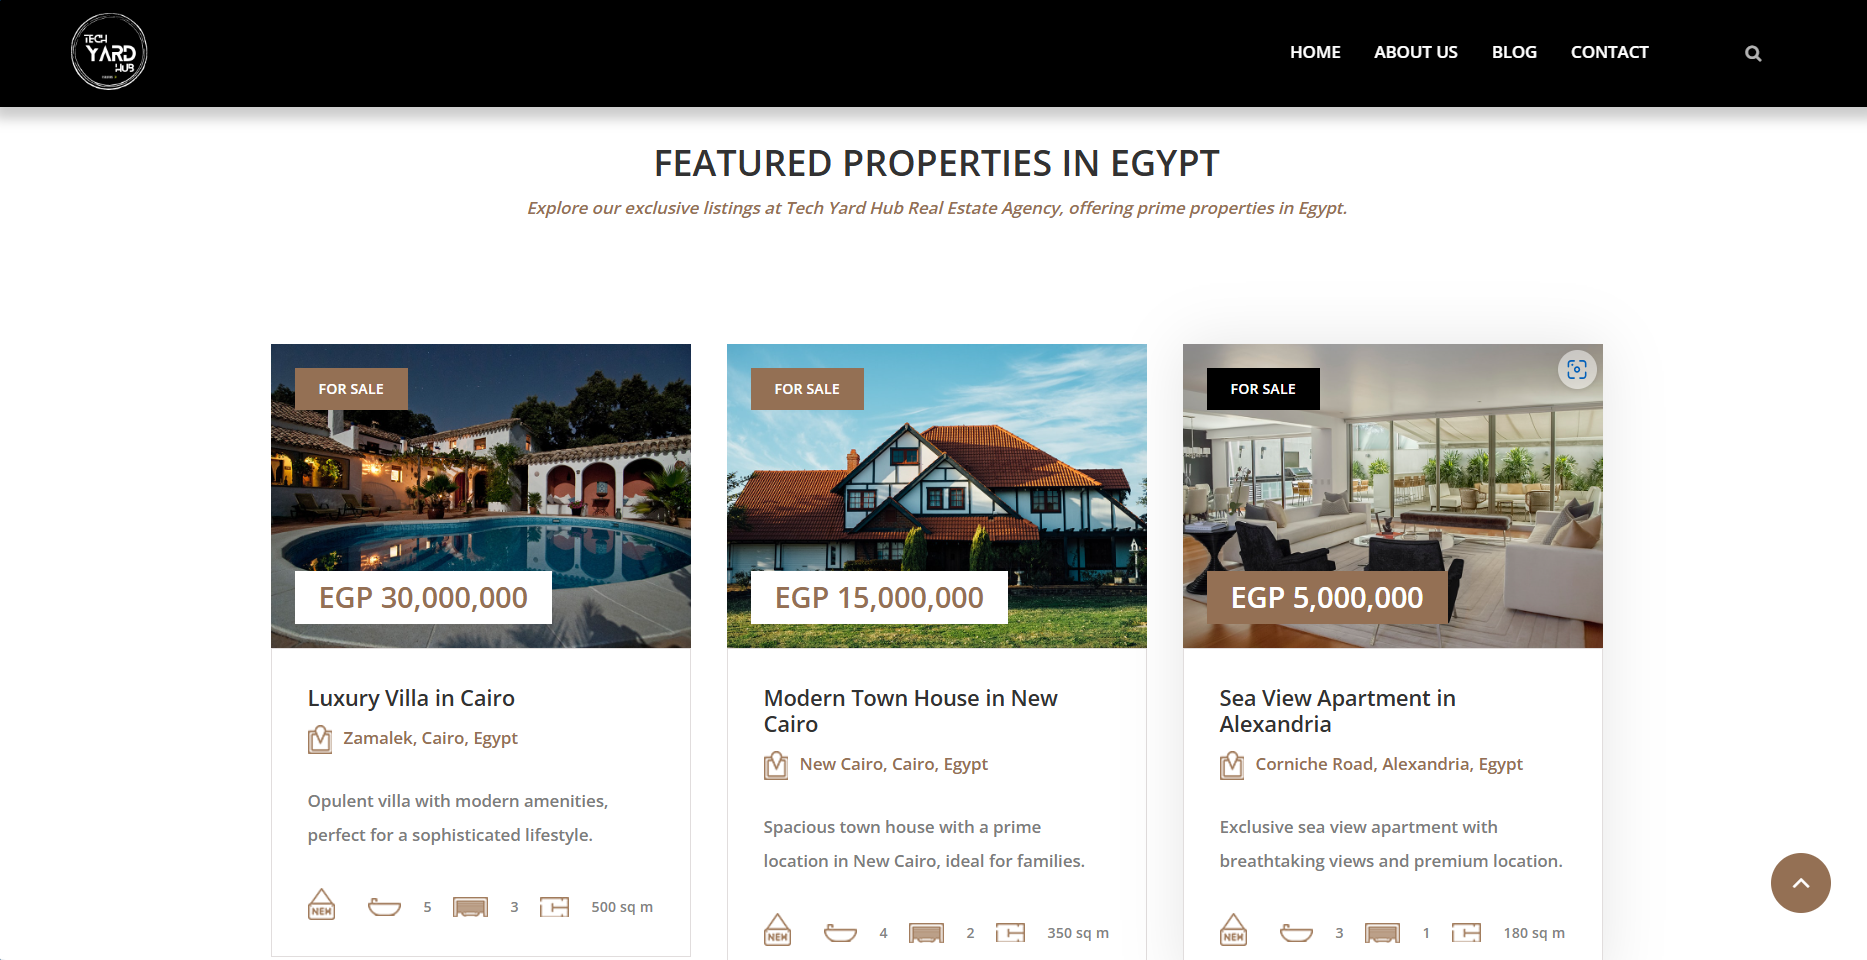 TECH
YARD
HUB
HOME
ABOUT US
BLOG
CONTACT
FEATURED PROPERTIES IN EGYPT
Explore our exclusive listings at Tech Yard Hub Real Estate Agency, offering prime properties in Egypt.
FOR SALE
EGP 30,000,000
Luxury Villa in Cairo
Zamalek, Cairo, Egypt
Opulent villa with modern amenities,
perfect for a sophisticated lifestyle.
NEW
5
3
500 sq m
FOR SALE
EGP 15,000,000
Modern Town House in New
Cairo
New Cairo, Cairo, Egypt
Spacious town house with a prime
location in New Cairo, ideal for families.
NEW
4
2
350 sq m
FOR SALE
EGP 5,000,000
Sea View Apartment in
Alexandria
Corniche Road, Alexandria, Egypt
Exclusive sea view apartment with
breathtaking views and premium location.
NEW
3
1
180 sq m